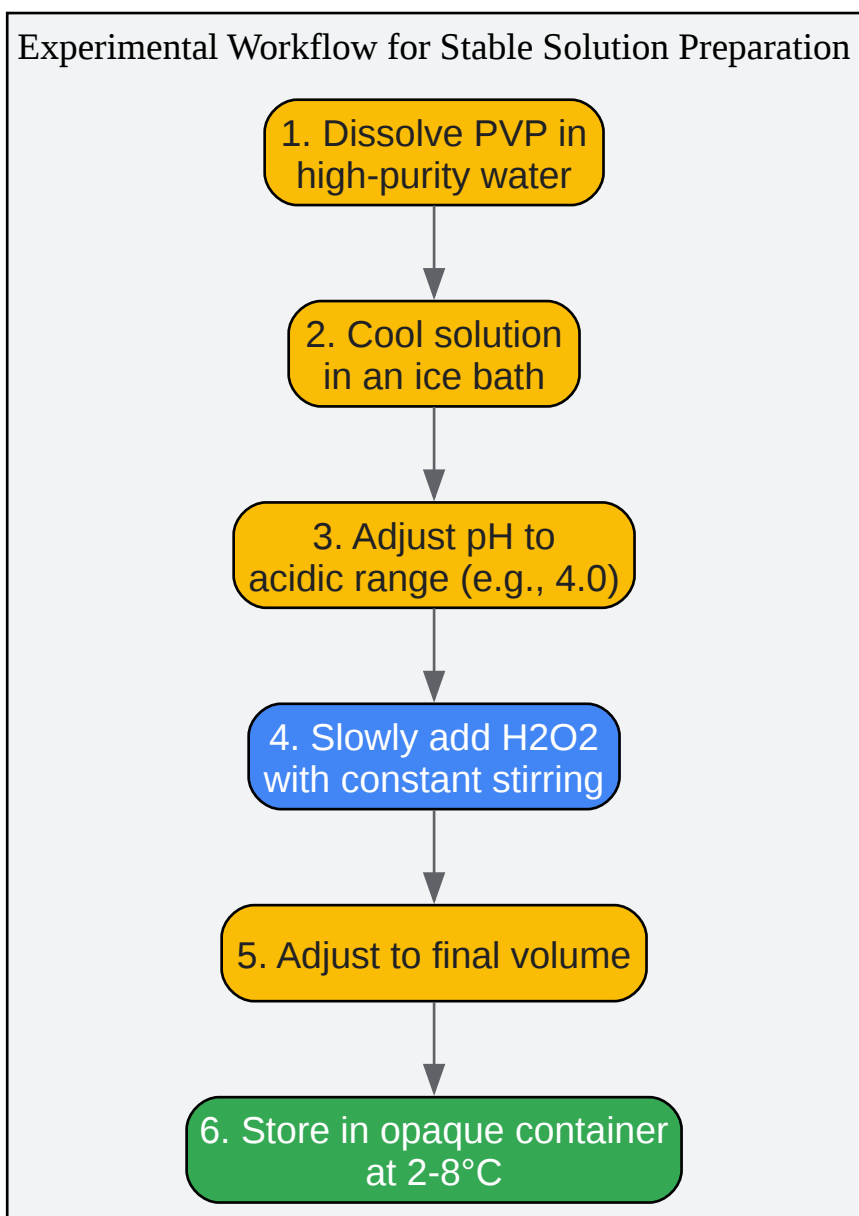 Experimental Workflow for Stable Solution Preparation
1. Dissolve PVP in
high-purity water
2. Cool solution
in an ice bath
3. Adjust pH to
acidic range (e.g., 4.0)
4. Slowly add H2O2
with constant stirring
5. Adjust to final volume
6. Store in opaque container
at 2-8°C